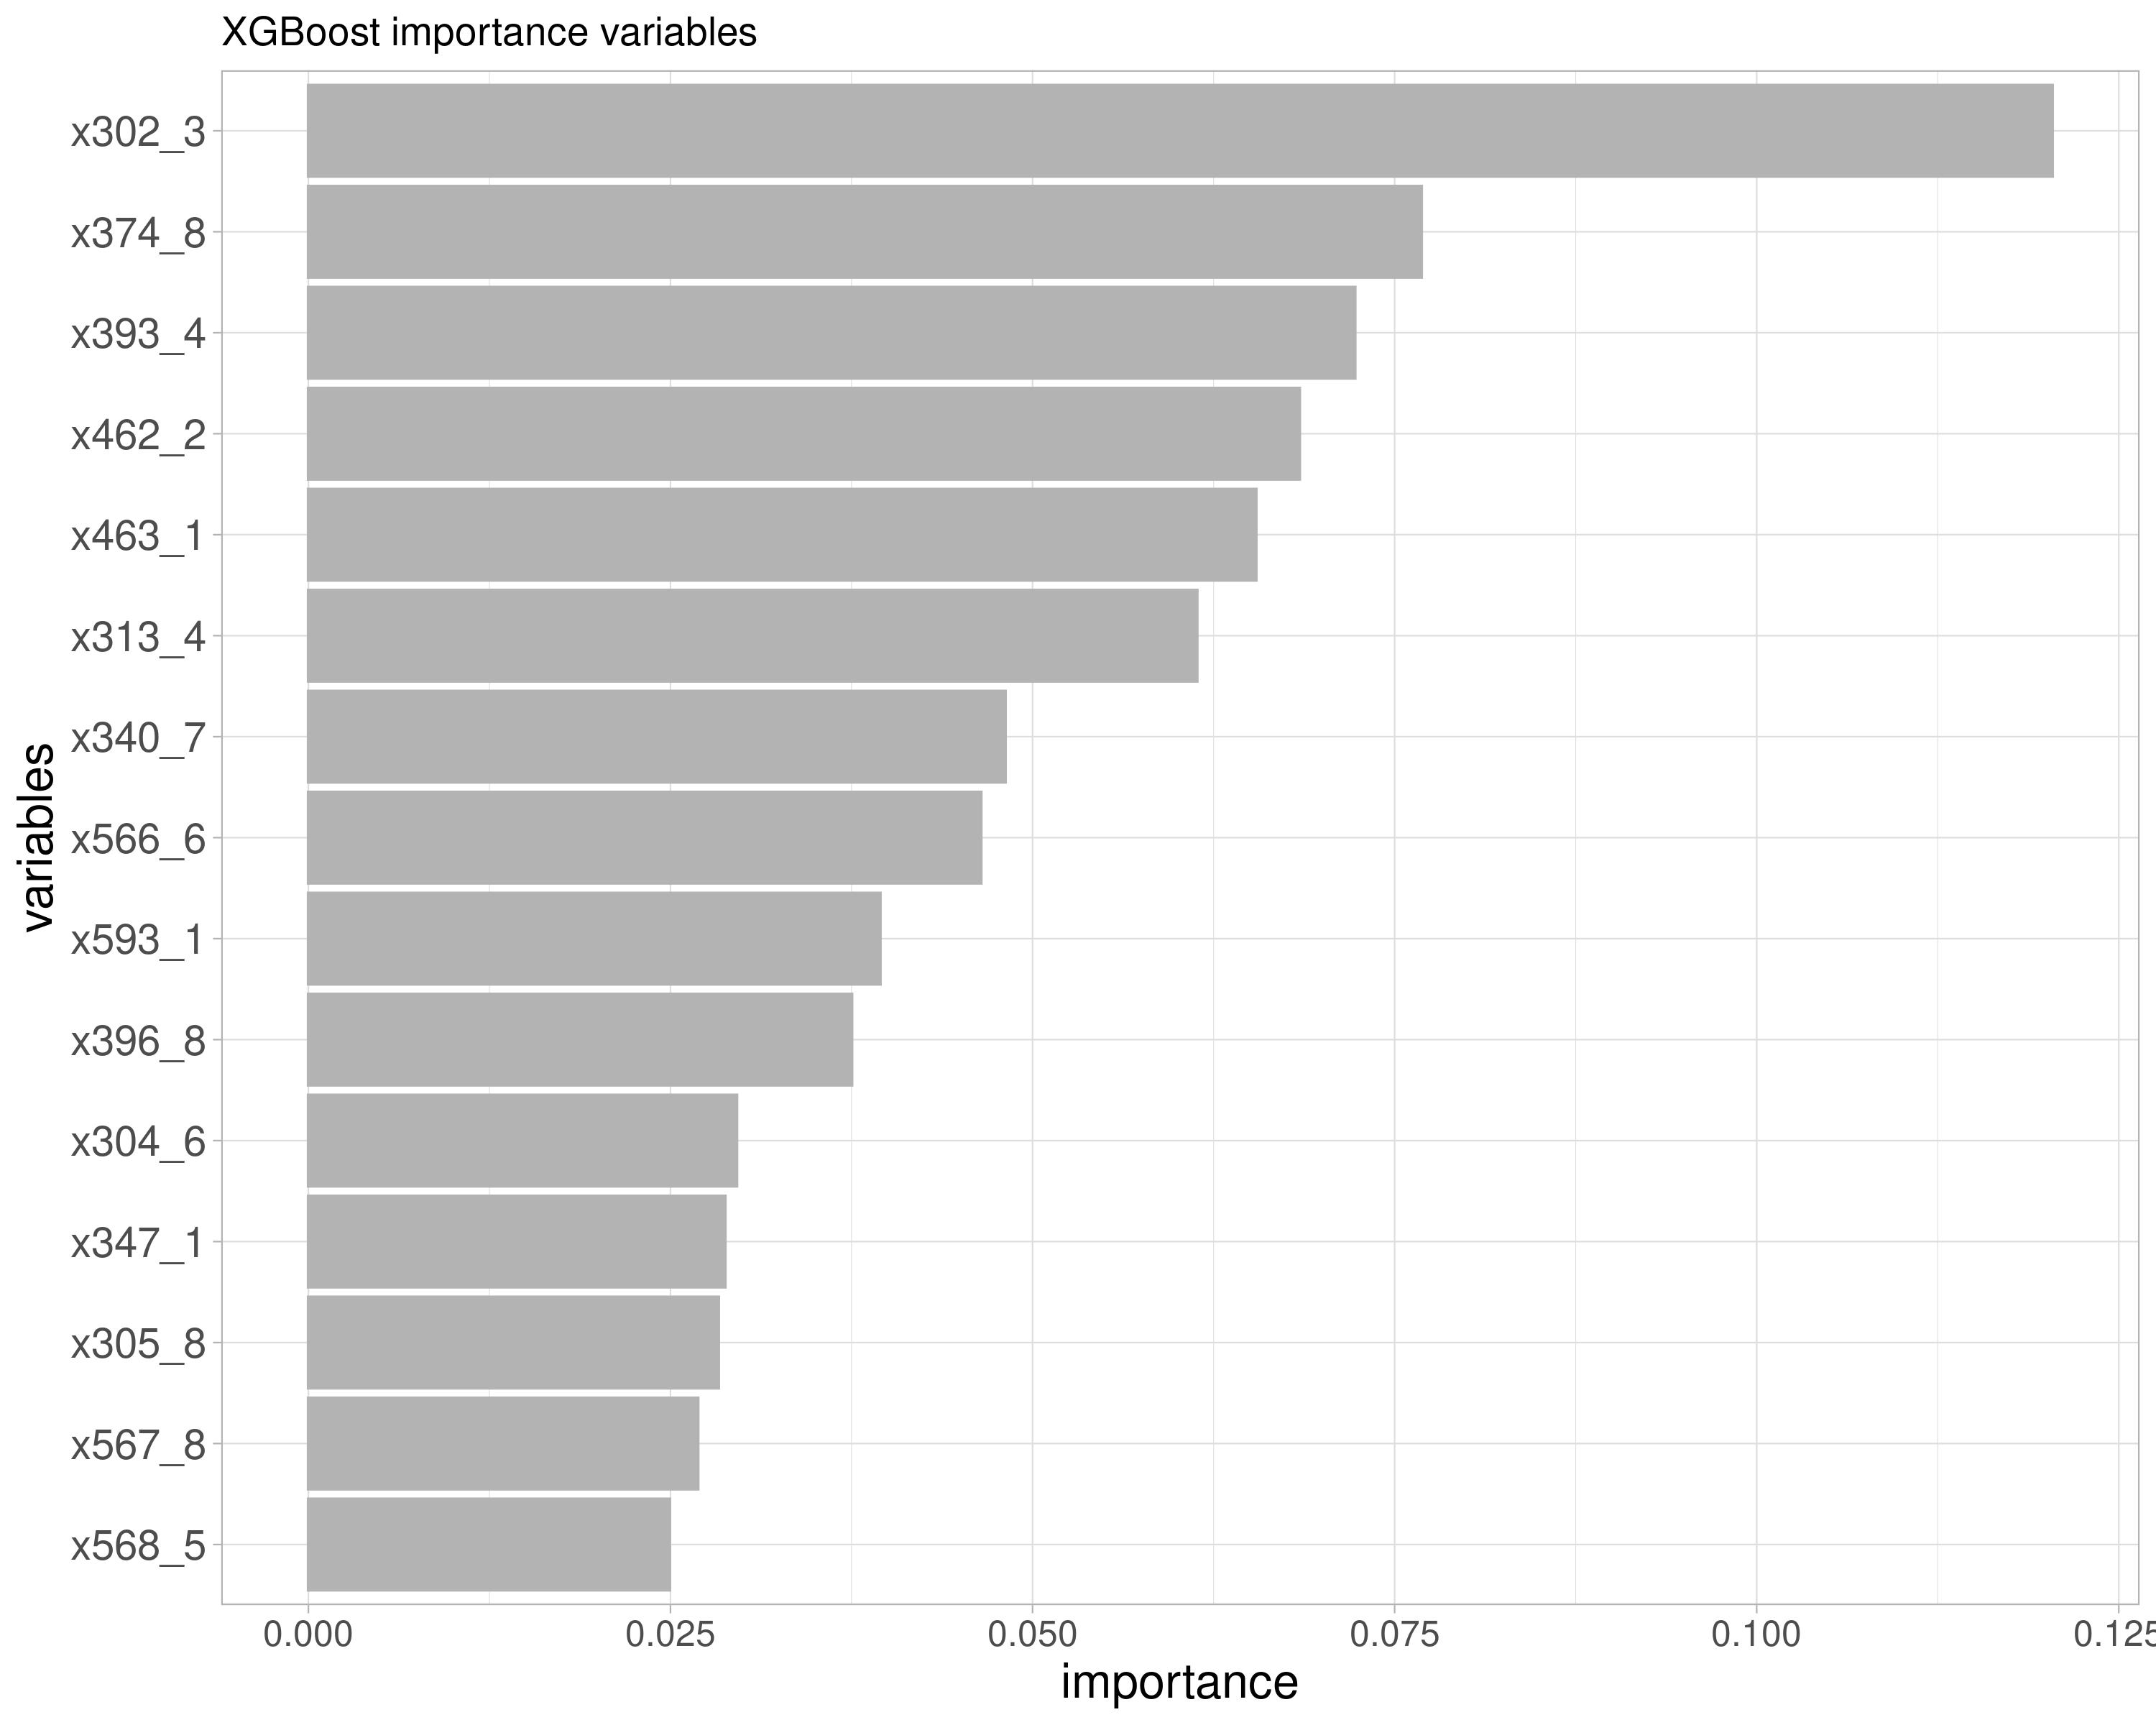 XGBoost importance variables
x302_3
x374_8
x393_4
x462_2
x463_1
x313_4
x340_7
x566_6
x593_1
x396_8
x304_6
x347_1
x305_8
x567_8
x568_5
variables
0.000 0.025 0.050 0.075 0.100 0.125
importance